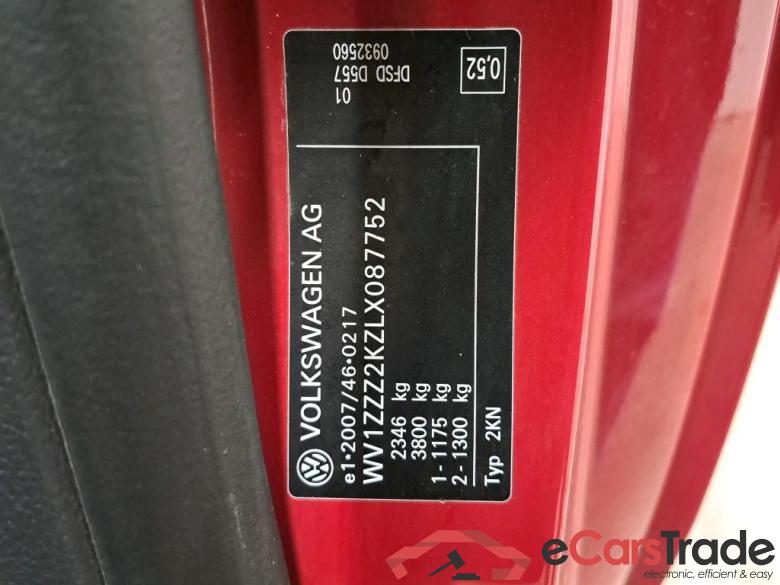 VOLKSWAGEN AG
e1*2007/46*0217
WV1ZZZ2KZLX087752
2346 kg
3800 kg
1 - 1175 kg
2 - 1300 kg
Typ 2KN
01
DFSD D557
0932560
0,52
eCarsTrade
electronic, efficient & easy